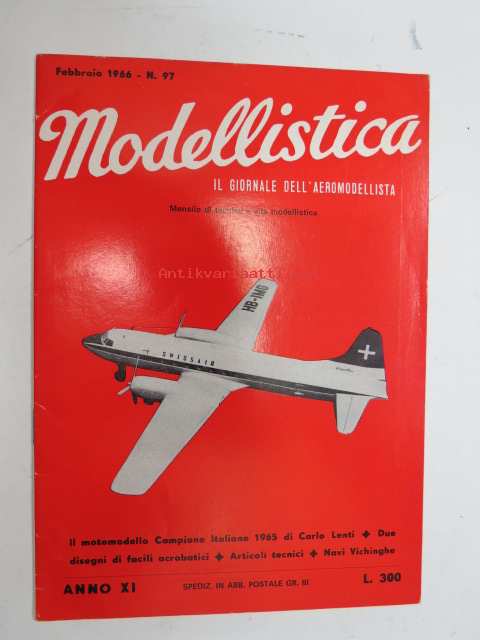 Febbraio 1966 - N. 97
Modellistica
IL GIORNALE DELL'AEROMODELLISTA
Mensile di tecnica e vita modellistica
Antikvariaatti
HB-IMG
SWISSAIR
Il motomodello Campione Italiano 1965 di Carlo Lenti ✦ Due
disegni di facili acrobatici ✦ Articoli tecnici ✦ Navi Vichinghe
ANNO XI SPEDIZ. IN ABB. POSTALE GR. III L. 300